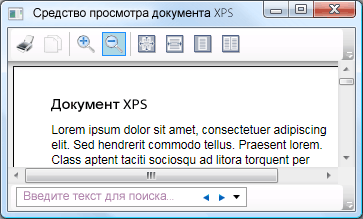 Средство просмотра документа XPS
Документ XPS
Lorem ipsum dolor sit amet, consectetuer adipiscing
elit. Sed hendrerit commodo tellus. Praesent lorem.
Class aptent taciti sociosqu ad litora torquent per
Введите текст для поиска...